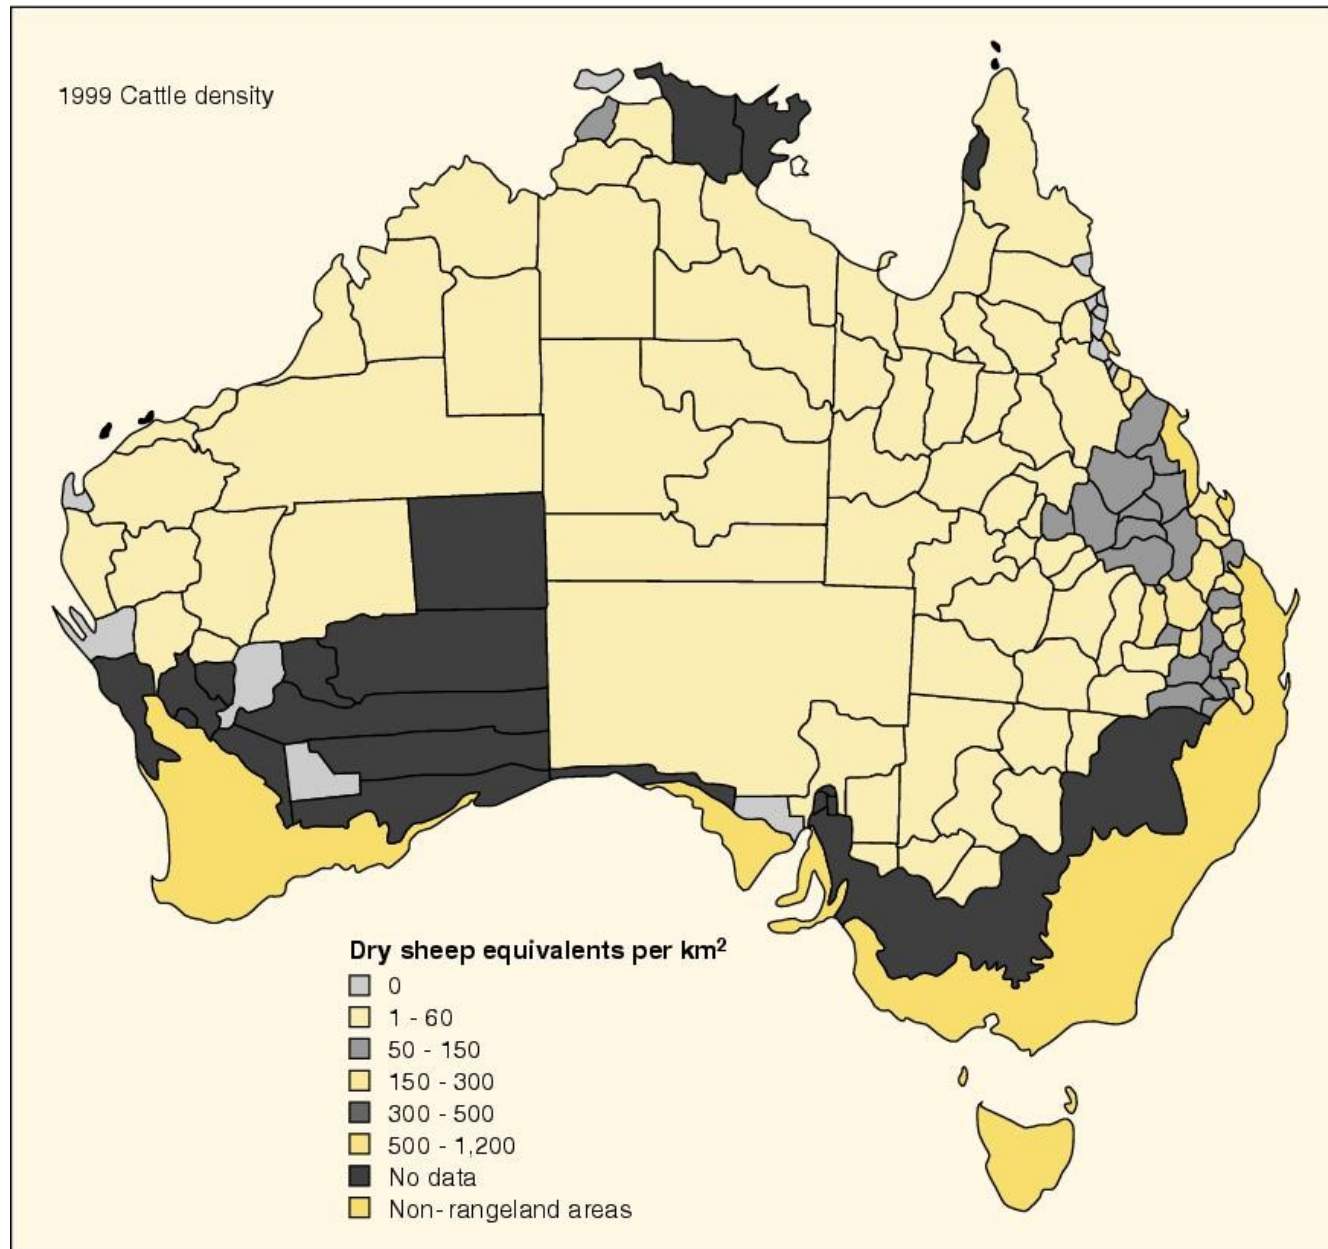 1999 Cattle density
Dry sheep equivalents per km²
0
1 - 60
50 - 150
150 - 300
300 - 500
500 - 1,200
No data
Non-rangeland areas